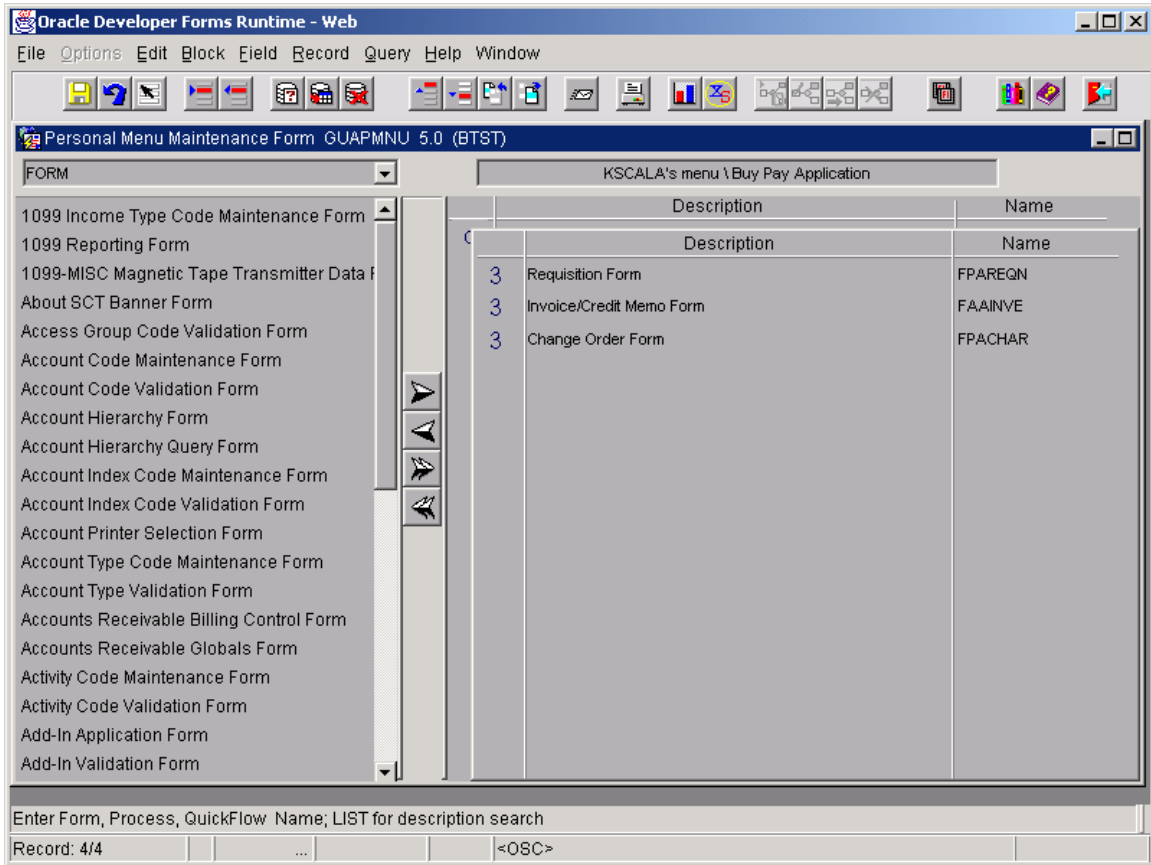 Oracle Developer Forms Runtime - Web
File Options Edit Block Field Record Query Help Window
Personal Menu Maintenance Form GUAPMNU 5.0 (BTST)
FORM
KSCALA's menu \ Buy Pay Application
1099 Income Type Code Maintenance Form
1099 Reporting Form
1099-MISC Magnetic Tape Transmitter Data
About SCT Banner Form
Access Group Code Validation Form
Account Code Maintenance Form
Account Code Validation Form
Account Hierarchy Form
Account Hierarchy Query Form
Account Index Code Maintenance Form
Account Index Code Validation Form
Account Printer Selection Form
Account Type Code Maintenance Form
Account Type Validation Form
Accounts Receivable Billing Control Form
Accounts Receivable Globals Form
Activity Code Maintenance Form
Activity Code Validation Form
Add-In Application Form
Add-In Validation Form
Description Name
Description Name
3 Requisition Form FPAREQN
3 Invoice/Credit Memo Form FAAINVE
3 Change Order Form FPACHAR
Enter Form, Process, QuickFlow Name; LIST for description search
Record: 4/4 ... <OSC>